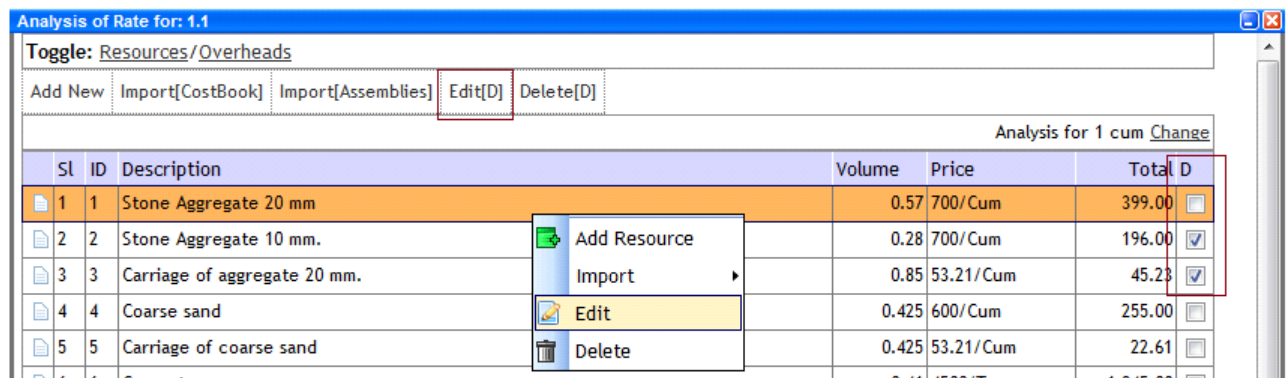 Analysis of Rate for: 1.1
Toggle: Resources/Overheads
Add New Import[CostBook] Import[Assemblies] Edit[D] Delete[D]
Analysis for 1 cum Change
Sl ID Description Volume Price Total D
1 1 Stone Aggregate 20 mm 0.57 700/Cum 399.00
2 2 Stone Aggregate 10 mm. 0.28 700/Cum 196.00
Add Resource
3 3 Carriage of aggregate 20 mm. 0.85 53.21/Cum 45.23
Import
4 4 Coarse sand 0.425 600/Cum 255.00
Edit
5 5 Carriage of coarse sand 0.425 53.21/Cum 22.61
Delete